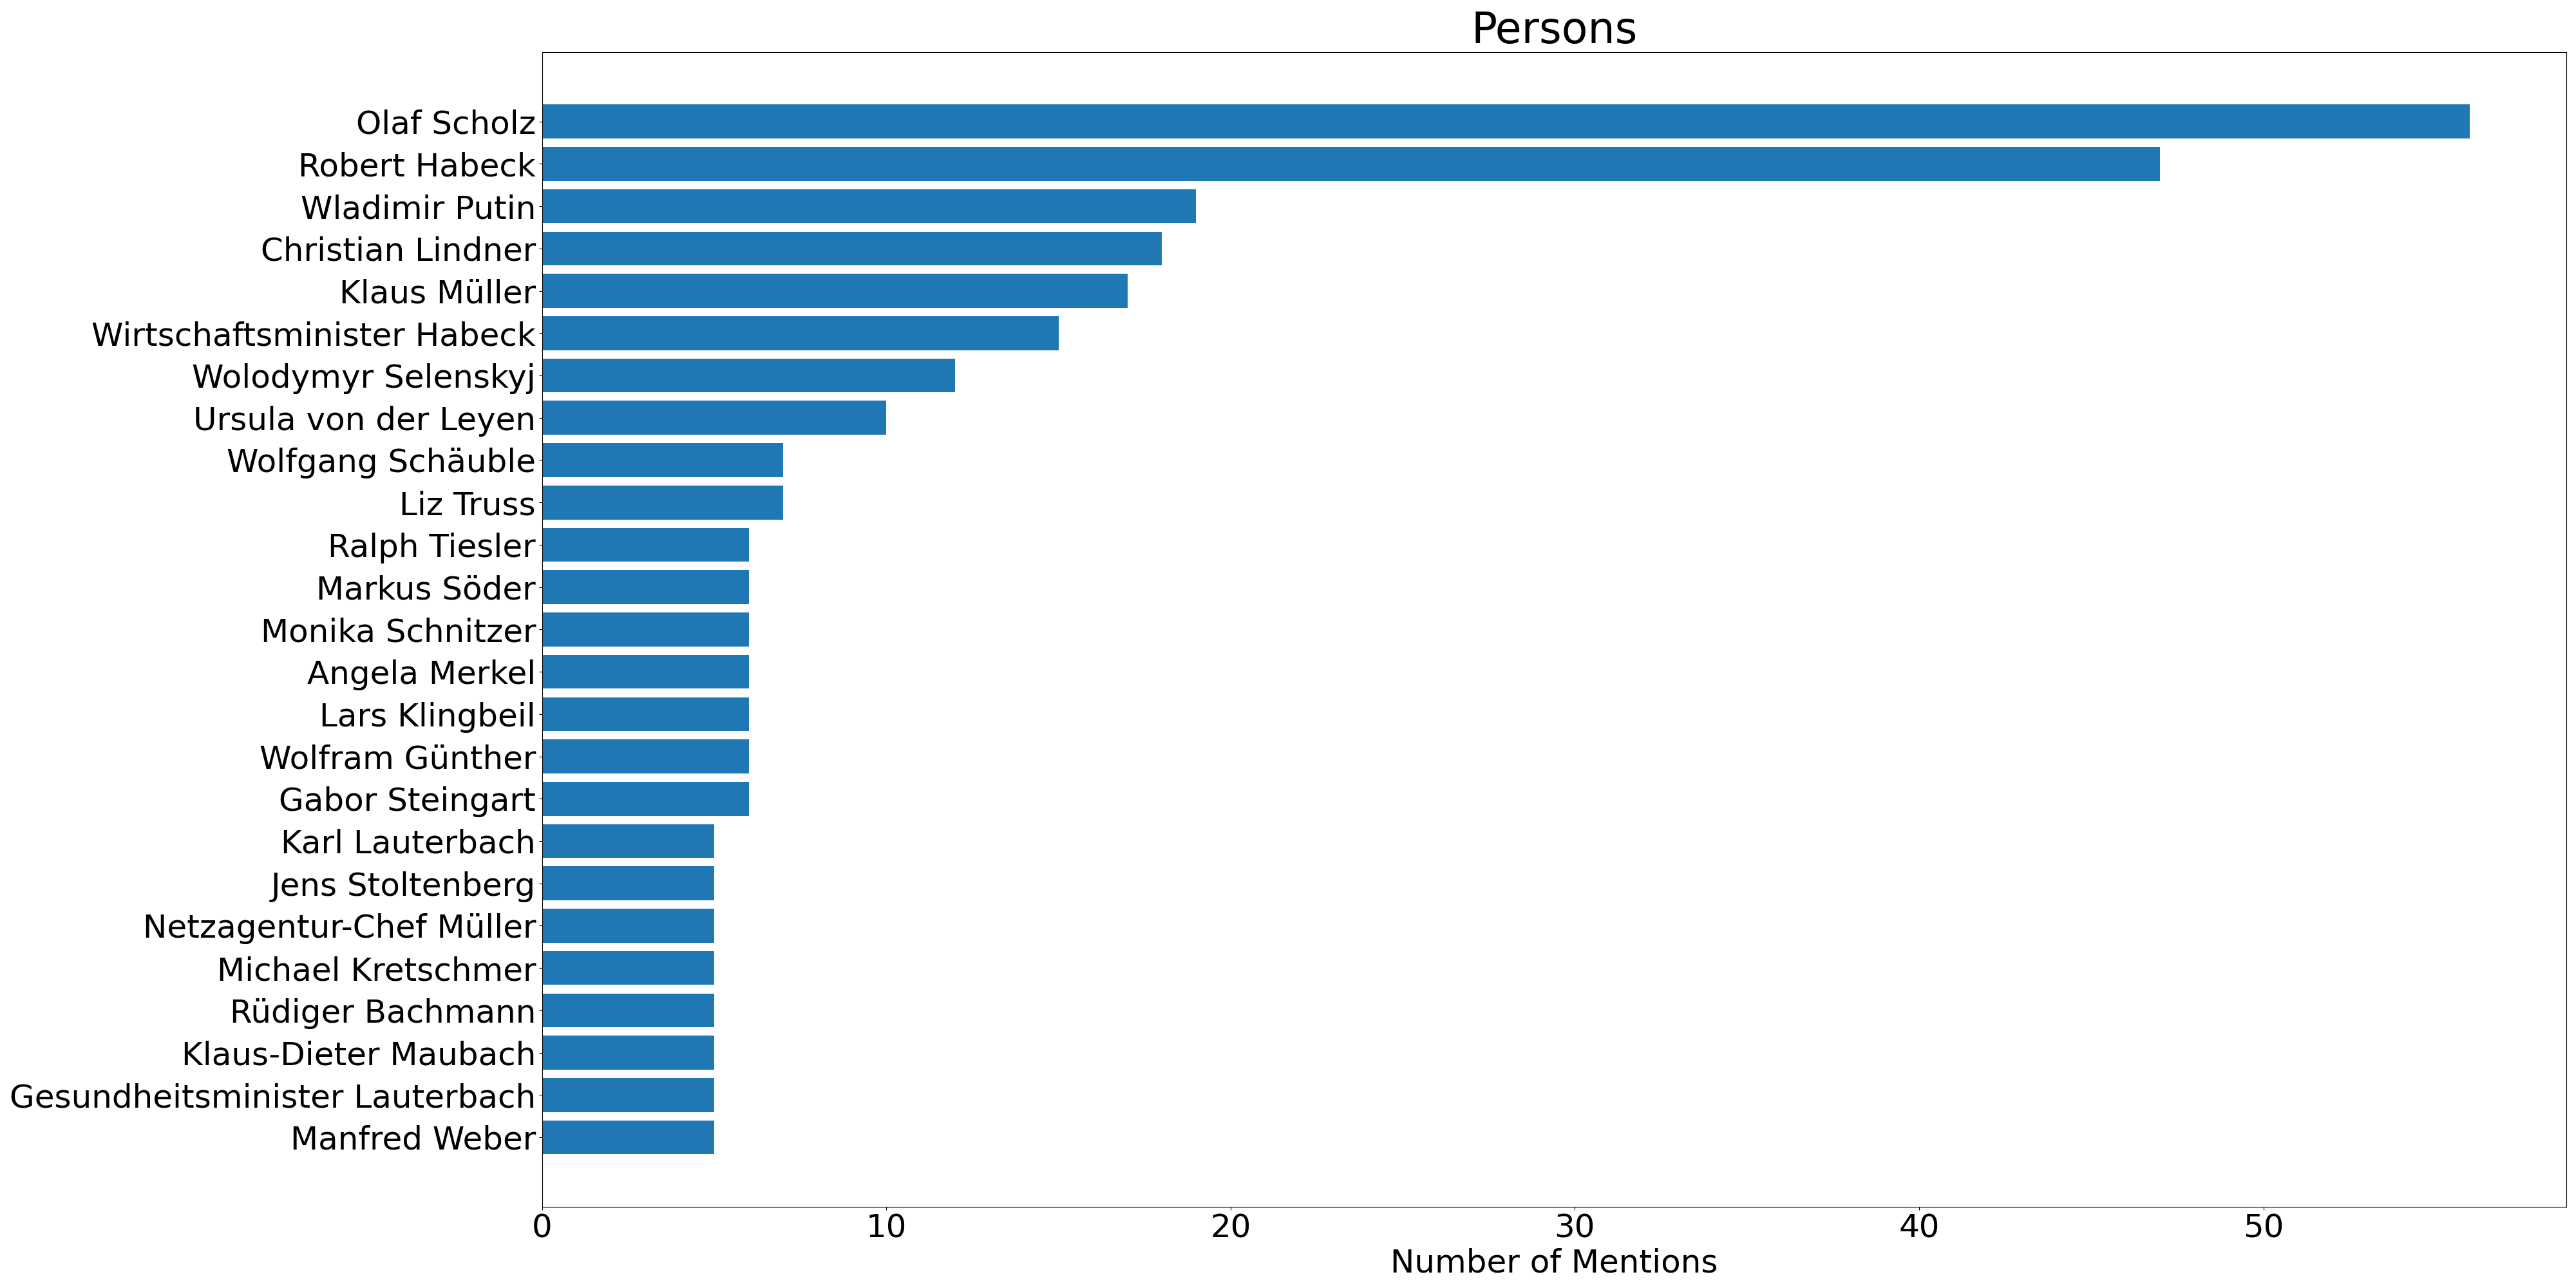 Persons
Olaf Scholz
Robert Habeck
Wladimir Putin
Christian Lindner
Klaus Müller
Wirtschaftsminister Habeck
Wolodymyr Selenskyj
Ursula von der Leyen
Wolfgang Schäuble
Liz Truss
Ralph Tiesler
Markus Söder
Monika Schnitzer
Angela Merkel
Lars Klingbeil
Wolfram Günther
Gabor Steingart
Karl Lauterbach
Jens Stoltenberg
Netzagentur-Chef Müller
Michael Kretschmer
Rüdiger Bachmann
Klaus-Dieter Maubach
Gesundheitsminister Lauterbach
Manfred Weber
0 10 20 30 40 50
Number of Mentions